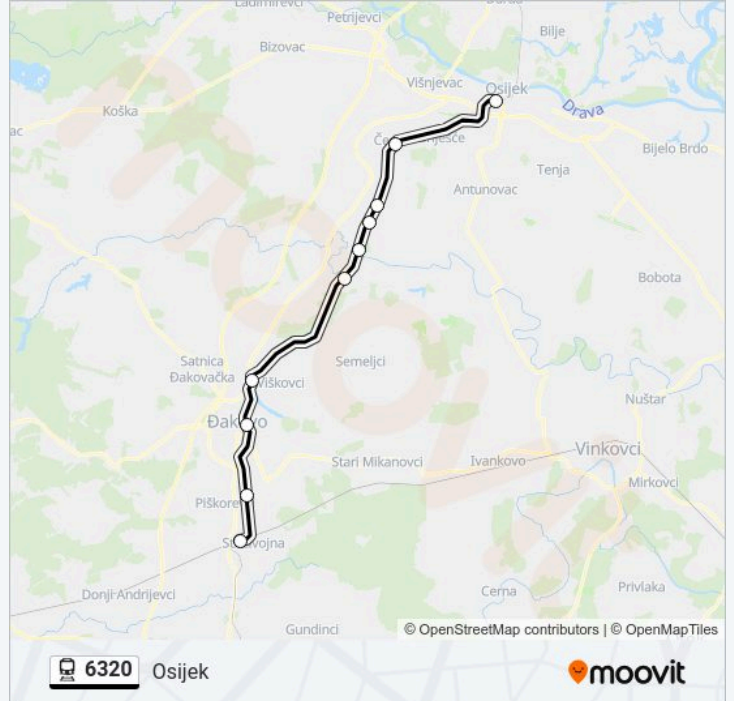 Ladimirevci
Petrijevci
Bilje
Bizovac
Višnjevac
Osijek
Koška
Drava
Bijelo Brdo
Tenja
Antunovac
Bobota
Satnica
Đakovačka
Semeljci
Viškovci
Nuštar
Vinkovci
Stari Mikanovci
Ivankovo
Mirkovci
Donji Andrijevci
Cerna
Privlaka
Gundinci
© OpenStreetMap contributors | © OpenMapTiles
6320 Osijek
moovit